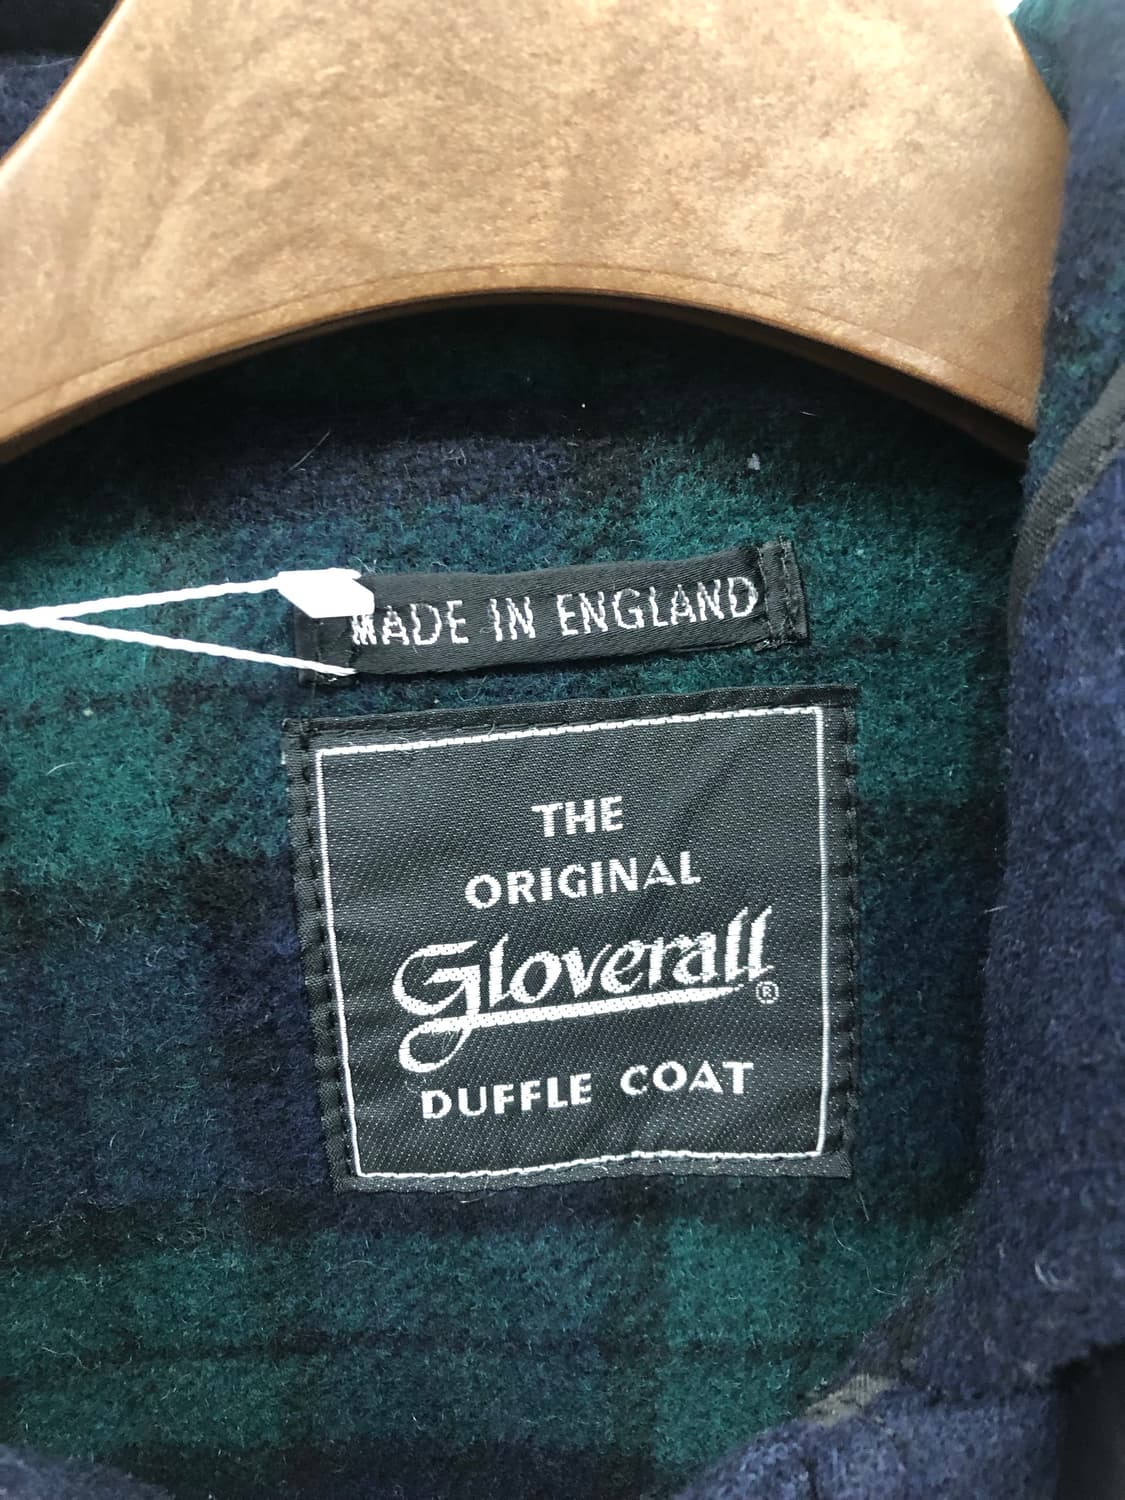 MADE IN ENGLAND
THE
ORIGINAL
Gloverall®
DUFFLE COAT